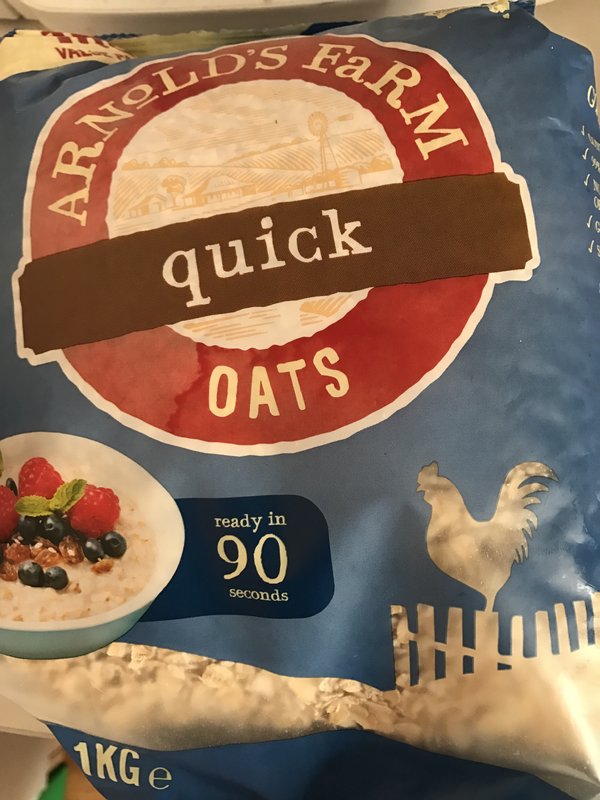 ARNOLD'S FARM
quick
OATS
ready in
90
seconds
1KG e